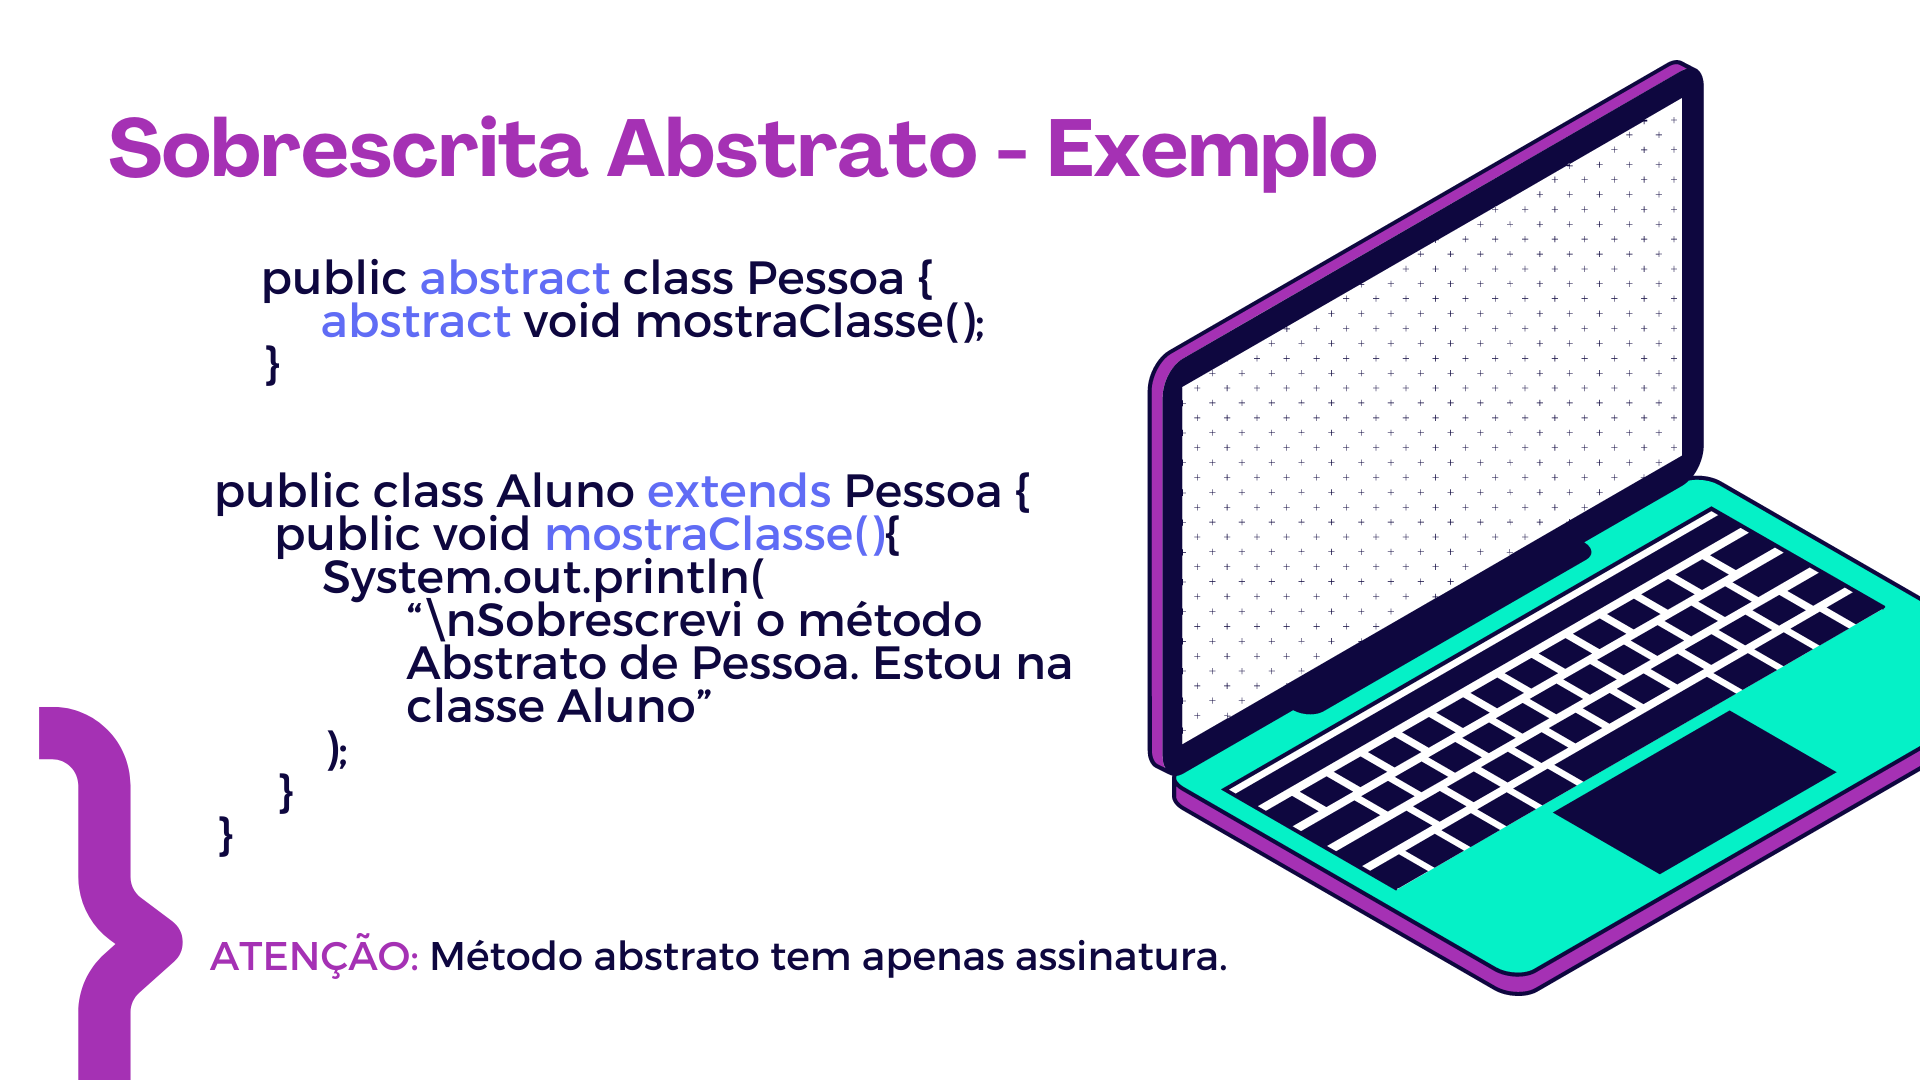 Sobrescrita Abstrato - Exemplo
public abstract class Pessoa {
abstract void mostraClasse();
}
public class Aluno extends Pessoa {
public void mostraClasse(){
System.out.println(
“\nSobrescrevi o método
Abstrato de Pessoa. Estou na
classe Aluno”
);
}
}
ATENÇÃO: Método abstrato tem apenas assinatura.